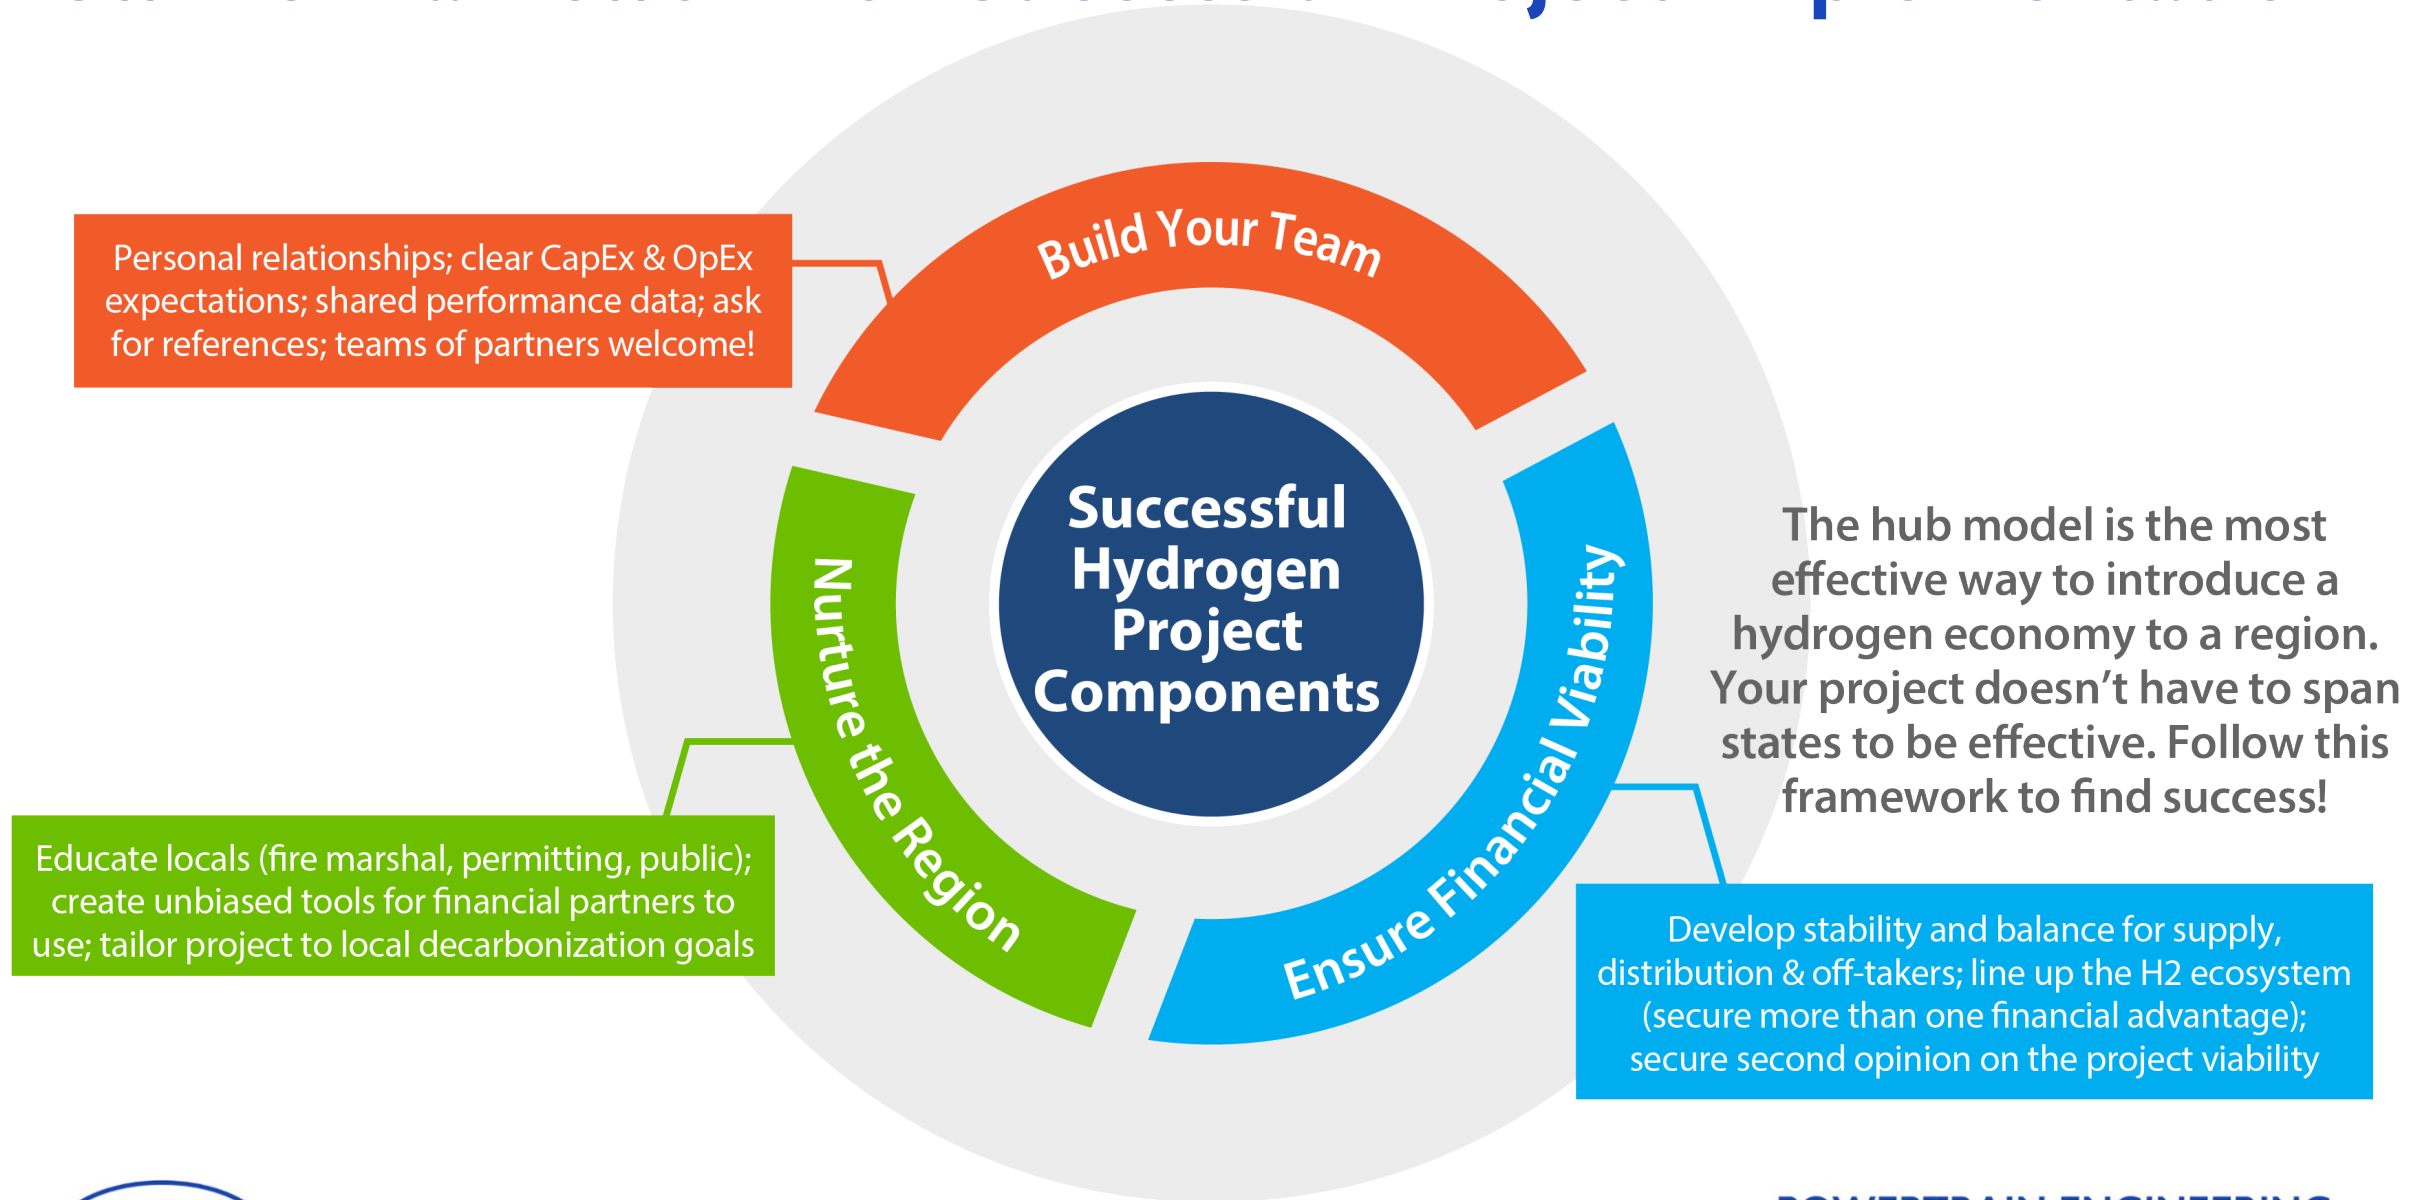 Build Your Team
Personal relationships; clear CapEx & OpEx
expectations; shared performance data; ask
for references; teams of partners welcome!
Successful
Hydrogen
Project
Components
Nurture the Region
Ensure Financial Viability
The hub model is the most
effective way to introduce a
hydrogen economy to a region.
Your project doesn’t have to span
states to be effective. Follow this
framework to find success!
Educate locals (fire marshal, permitting, public);
create unbiased tools for financial partners to
use; tailor project to local decarbonization goals
Develop stability and balance for supply,
distribution & off-takers; line up the H2 ecosystem
(secure more than one financial advantage);
secure second opinion on the project viability
POWERTRAIN ENGINEERING